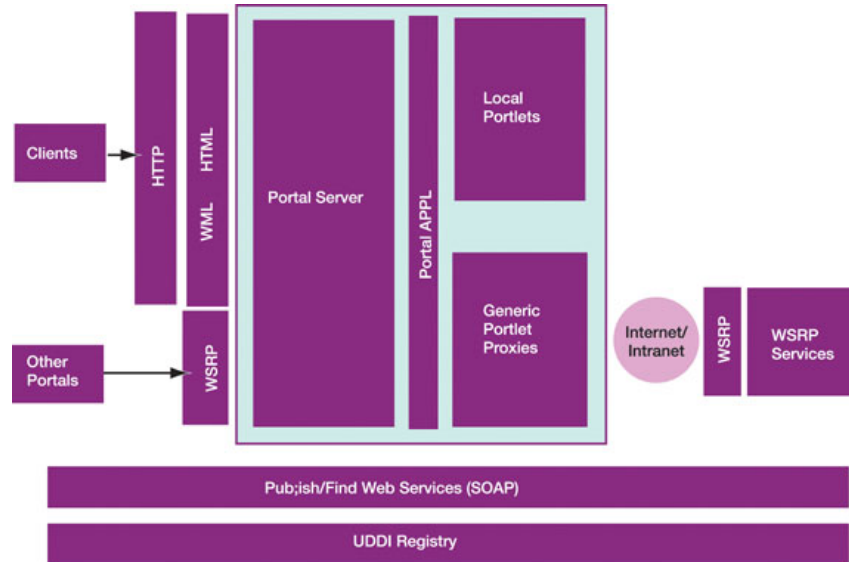 Clients
HTTP
WML HTML
Portal Server
Portal APPL
Local
Portlets
Other
Portals
WSRP
Generic
Portlet
Proxies
Internet/
Intranet
WSRP
WSRP
Services
Pub;ish/Find Web Services (SOAP)
UDDI Registry